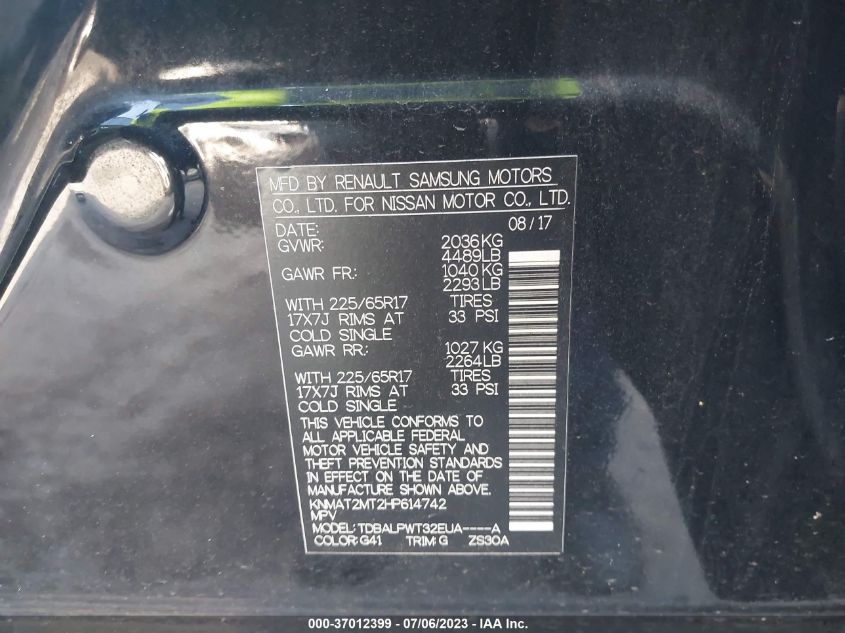 MFD BY RENAULT SAMSUNG MOTORS
CO., LTD. FOR NISSAN MOTOR CO., LTD.
DATE: 08/17
GVWR: 2036KG
4489LB
GAWR FR.: 1040 KG
2293LB
WITH 225/65R17 TIRES
17X7J RIMS AT 33 PSI
COLD SINGLE
GAWR RR.: 1027 KG
2264LB
WITH 225/65R17 TIRES
17X7J RIMS AT 33 PSI
COLD SINGLE
THIS VEHICLE CONFORMS TO
ALL APPLICABLE FEDERAL
MOTOR VEHICLE SAFETY AND
THEFT PREVENTION STANDARDS
IN EFFECT ON THE DATE OF
MANUFACTURE SHOWN ABOVE.
KNMAT2MT2HP614742
MPV
MODEL: TDBALPWT32EUA----A
COLOR: G41 TRIM: G ZS30A
000-37012399 - 07/06/2023 - IAA Inc.